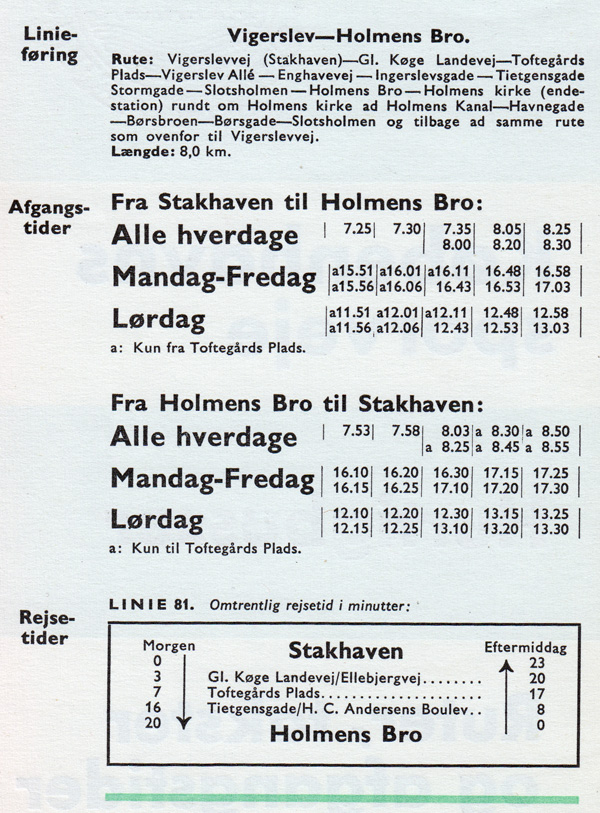 Linie-
føring
Vigerslev—Holmens Bro.
Rute: Vigerslevvej (Stakhaven)—Gl. Køge Landevej—Toftegårds
Plads—Vigerslev Allé — Enghavevej — Ingerslevsgade — Tietgensgade
Stormgade — Slotsholmen — Holmens Bro — Holmens kirke (ende-
station) rundt om Holmens kirke ad Holmens Kanal—Havnegade
—Børsbroen—Børsgade—Slotsholmen og tilbage ad samme rute
som ovenfor til Vigerslevvej.
Længde: 8,0 km.
Afgangs-
tider
Fra Stakhaven til Holmens Bro:
Alle hverdage | 7.25| 7.30| 7.35| 8.05| 8.25|
| 8.00| 8.20| 8.30|
Mandag-Fredag |a15.51|a16.01|a16.11| 16.48| 16.58|
|a15.56|a16.06| 16.43| 16.53| 17.03|
Lørdag |a11.51|a12.01|a12.11| 12.48| 12.58|
|a11.56|a12.06| 12.43| 12.53| 13.03|
a: Kun fra Toftegårds Plads.
Fra Holmens Bro til Stakhaven:
Alle hverdage | 7.53| 7.58| 8.03|a 8.30|a 8.50|
|a 8.25|a 8.45|a 8.55|
Mandag-Fredag | 16.10| 16.20| 16.30| 17.15| 17.25|
| 16.15| 16.25| 17.10| 17.20| 17.30|
Lørdag | 12.10| 12.20| 12.30| 13.15| 13.25|
| 12.15| 12.25| 13.10| 13.20| 13.30|
a: Kun til Toftegårds Plads.
Rejse-
tider
LINIE 81. Omtrentlig rejsetid i minutter:
Morgen Stakhaven Eftermiddag
0 23
3 Gl. Køge Landevej/Ellebjergvej........ 20
7 Toftegårds Plads...................... 17
16 Tietgensgade/H. C. Andersens Boulev.. 8
20 Holmens Bro 0